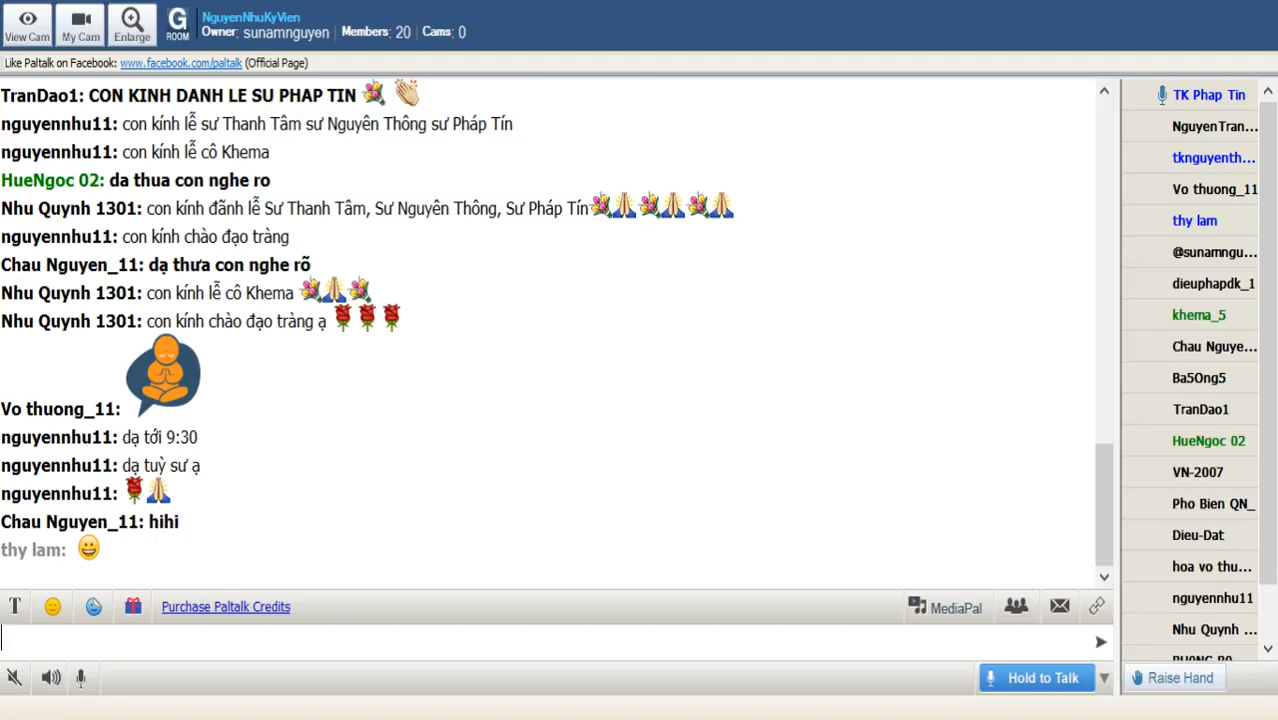 View Cam
My Cam
Enlarge
G
ROOM
NguyenNhuKyVien
Owner: sunamnguyen Members: 20 Cams: 0
Like Paltalk on Facebook: www.facebook.com/paltalk (Official Page)
TranDao1: CON KINH DANH LE SU PHAP TIN
nguyennhu11: con kính lễ sư Thanh Tâm sư Nguyên Thông sư Pháp Tín
nguyennhu11: con kính lễ cô Khema
HueNgoc 02: da thua con nghe ro
Nhu Quynh 1301: con kính đãnh lễ Sư Thanh Tâm, Sư Nguyên Thông, Sư Pháp Tín
nguyennhu11: con kính chào đạo tràng
Chau Nguyen_11: dạ thưa con nghe rõ
Nhu Quynh 1301: con kính lễ cô Khema
Nhu Quynh 1301: con kính chào đạo tràng ạ
Vo thuong_11:
nguyennhu11: dạ tới 9:30
nguyennhu11: dạ tuỳ sư ạ
nguyennhu11:
Chau Nguyen_11: hihi
thy lam:
T
Purchase Paltalk Credits
MediaPal
Hold to Talk
TK Phap Tin
NguyenTran...
tknguyenth...
Vo thuong_11
thy lam
@sunamngu...
dieuphapdk_1
khema_5
Chau Nguye...
Ba5Ong5
TranDao1
HueNgoc 02
VN-2007
Pho Bien QN_
Dieu-Dat
hoa vo thu...
nguyennhu11
Nhu Quynh ...
Raise Hand